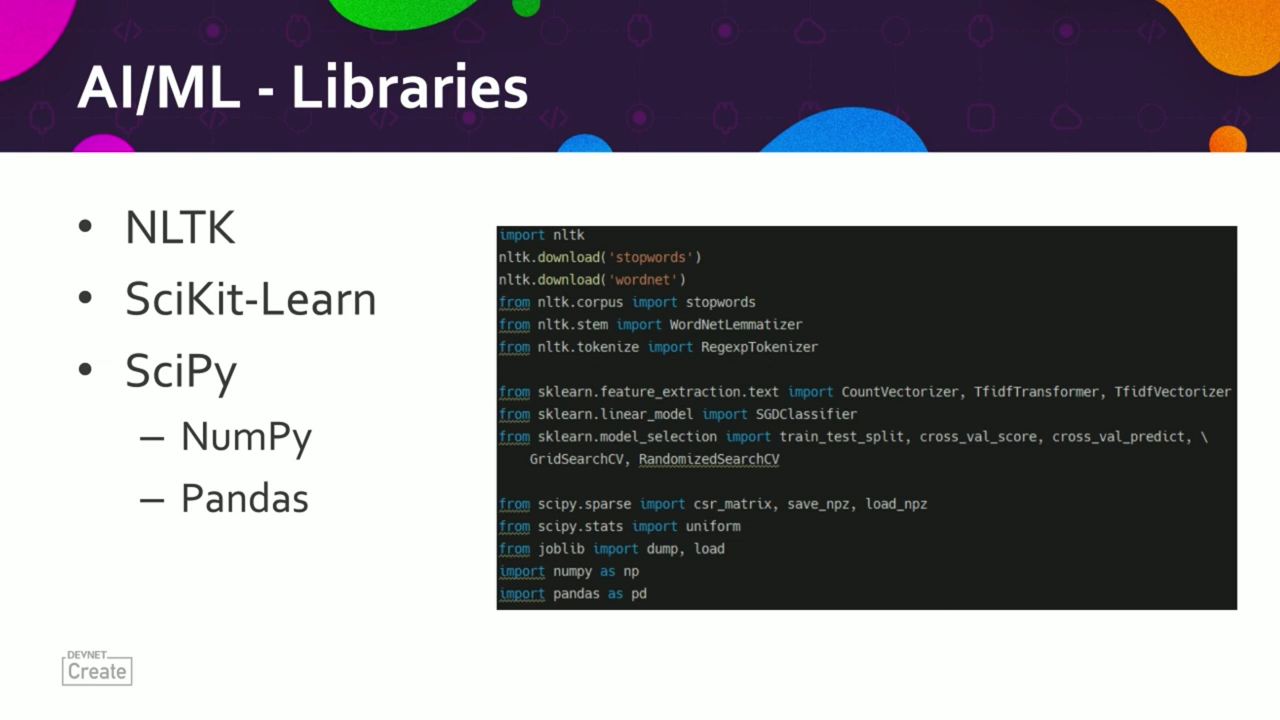 AI/ML - Libraries
• NLTK
• SciKit-Learn
• SciPy
– NumPy
– Pandas
import nltk
nltk.download('stopwords')
nltk.download('wordnet')
from nltk.corpus import stopwords
from nltk.stem import WordNetLemmatizer
from nltk.tokenize import RegexpTokenizer
from sklearn.feature_extraction.text import CountVectorizer, TfidfTransformer, TfidfVectorizer
from sklearn.linear_model import SGDClassifier
from sklearn.model_selection import train_test_split, cross_val_score, cross_val_predict, \
GridSearchCV, RandomizedSearchCV
from scipy.sparse import csr_matrix, save_npz, load_npz
from scipy.stats import uniform
from joblib import dump, load
import numpy as np
import pandas as pd
DEVNET
Create